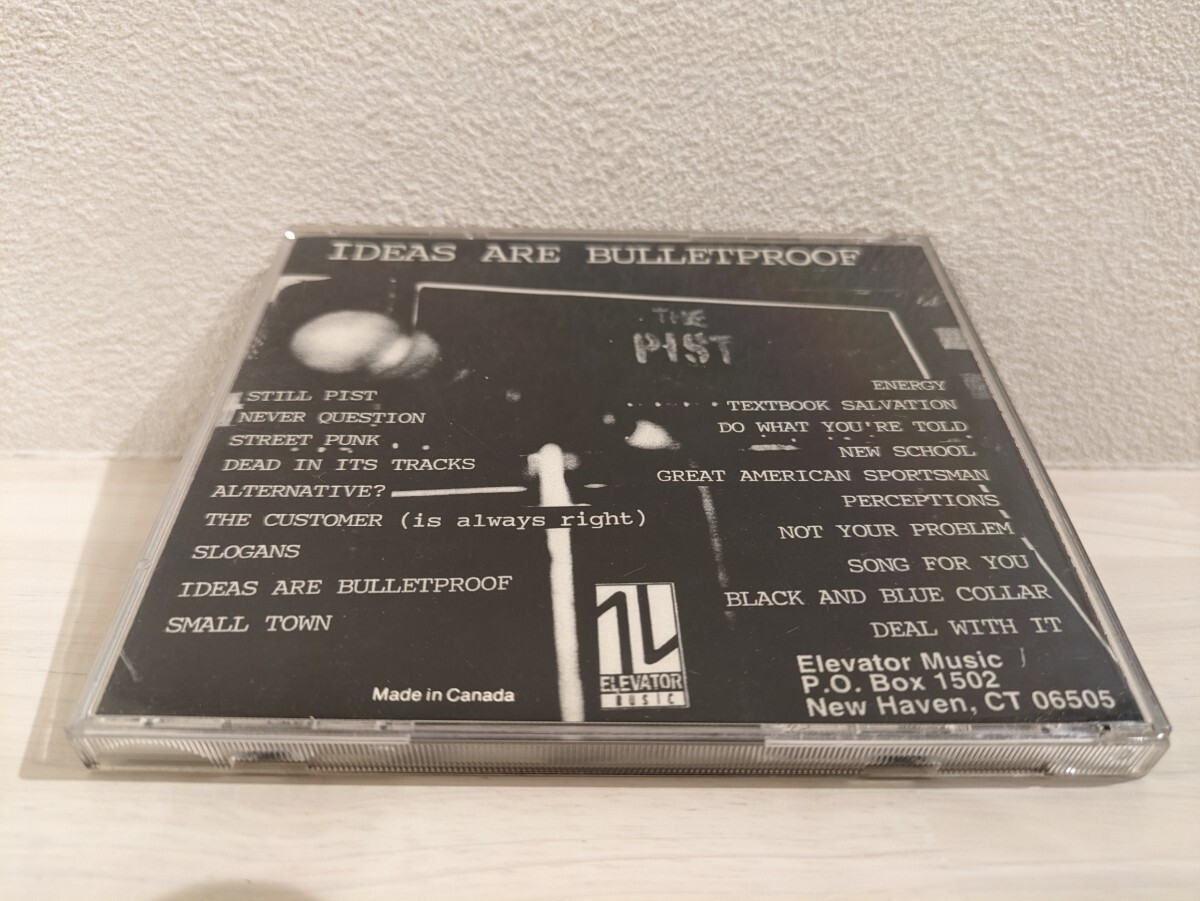 IDEAS ARE BULLETPROOF
THE
PIST
STILL PIST
NEVER QUESTION
STREET PUNK
DEAD IN ITS TRACKS
ALTERNATIVE?
THE CUSTOMER (is always right)
SLOGANS
IDEAS ARE BULLETPROOF
SMALL TOWN
ENERGY
TEXTBOOK SALVATION
DO WHAT YOU'RE TOLD
NEW SCHOOL
GREAT AMERICAN SPORTSMAN
PERCEPTIONS
NOT YOUR PROBLEM
SONG FOR YOU
BLACK AND BLUE COLLAR
DEAL WITH IT
Made in Canada
ELEVATOR
MUSIC
Elevator Music
P.O. Box 1502
New Haven, CT 06505